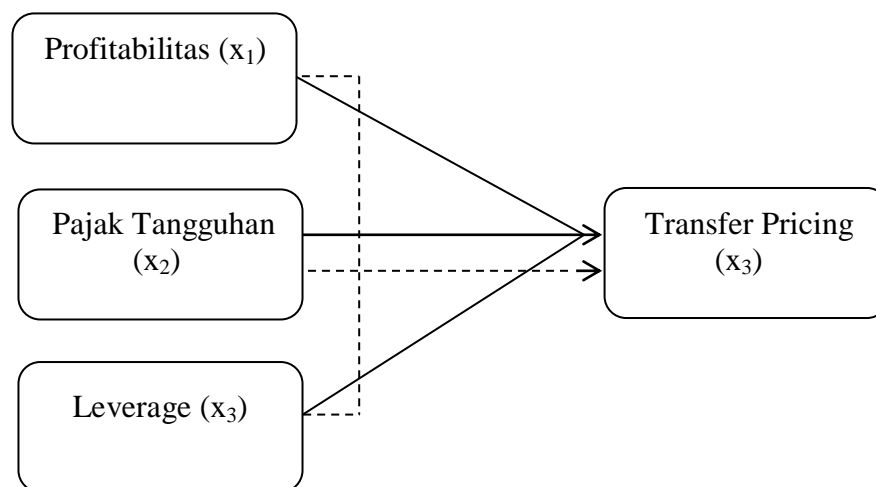 Profitabilitas (x₁)
Pajak Tangguhan
(x₂)
Transfer Pricing
(x₃)
Leverage (x₃)